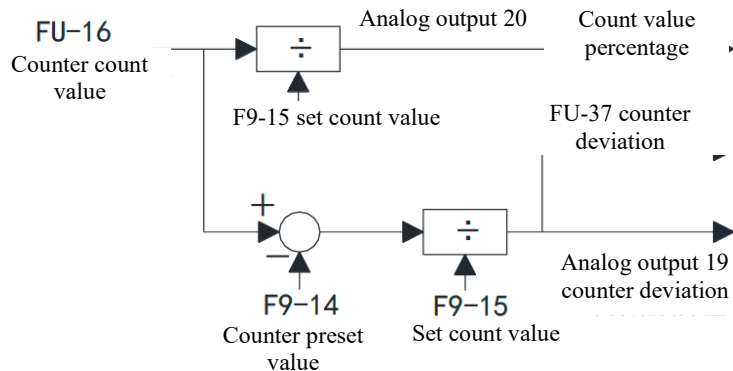 FU-16
Counter count
value
÷
Analog output 20
Count value
percentage
F9-15 set count value
FU-37 counter
deviation
+
−
÷
Analog output 19
counter deviation
F9-14
Counter preset
value
F9-15
Set count value